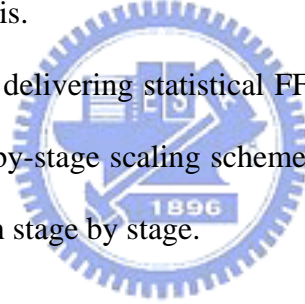 is.
delivering statistical FF
by-stage scaling scheme
n stage by stage.
1896